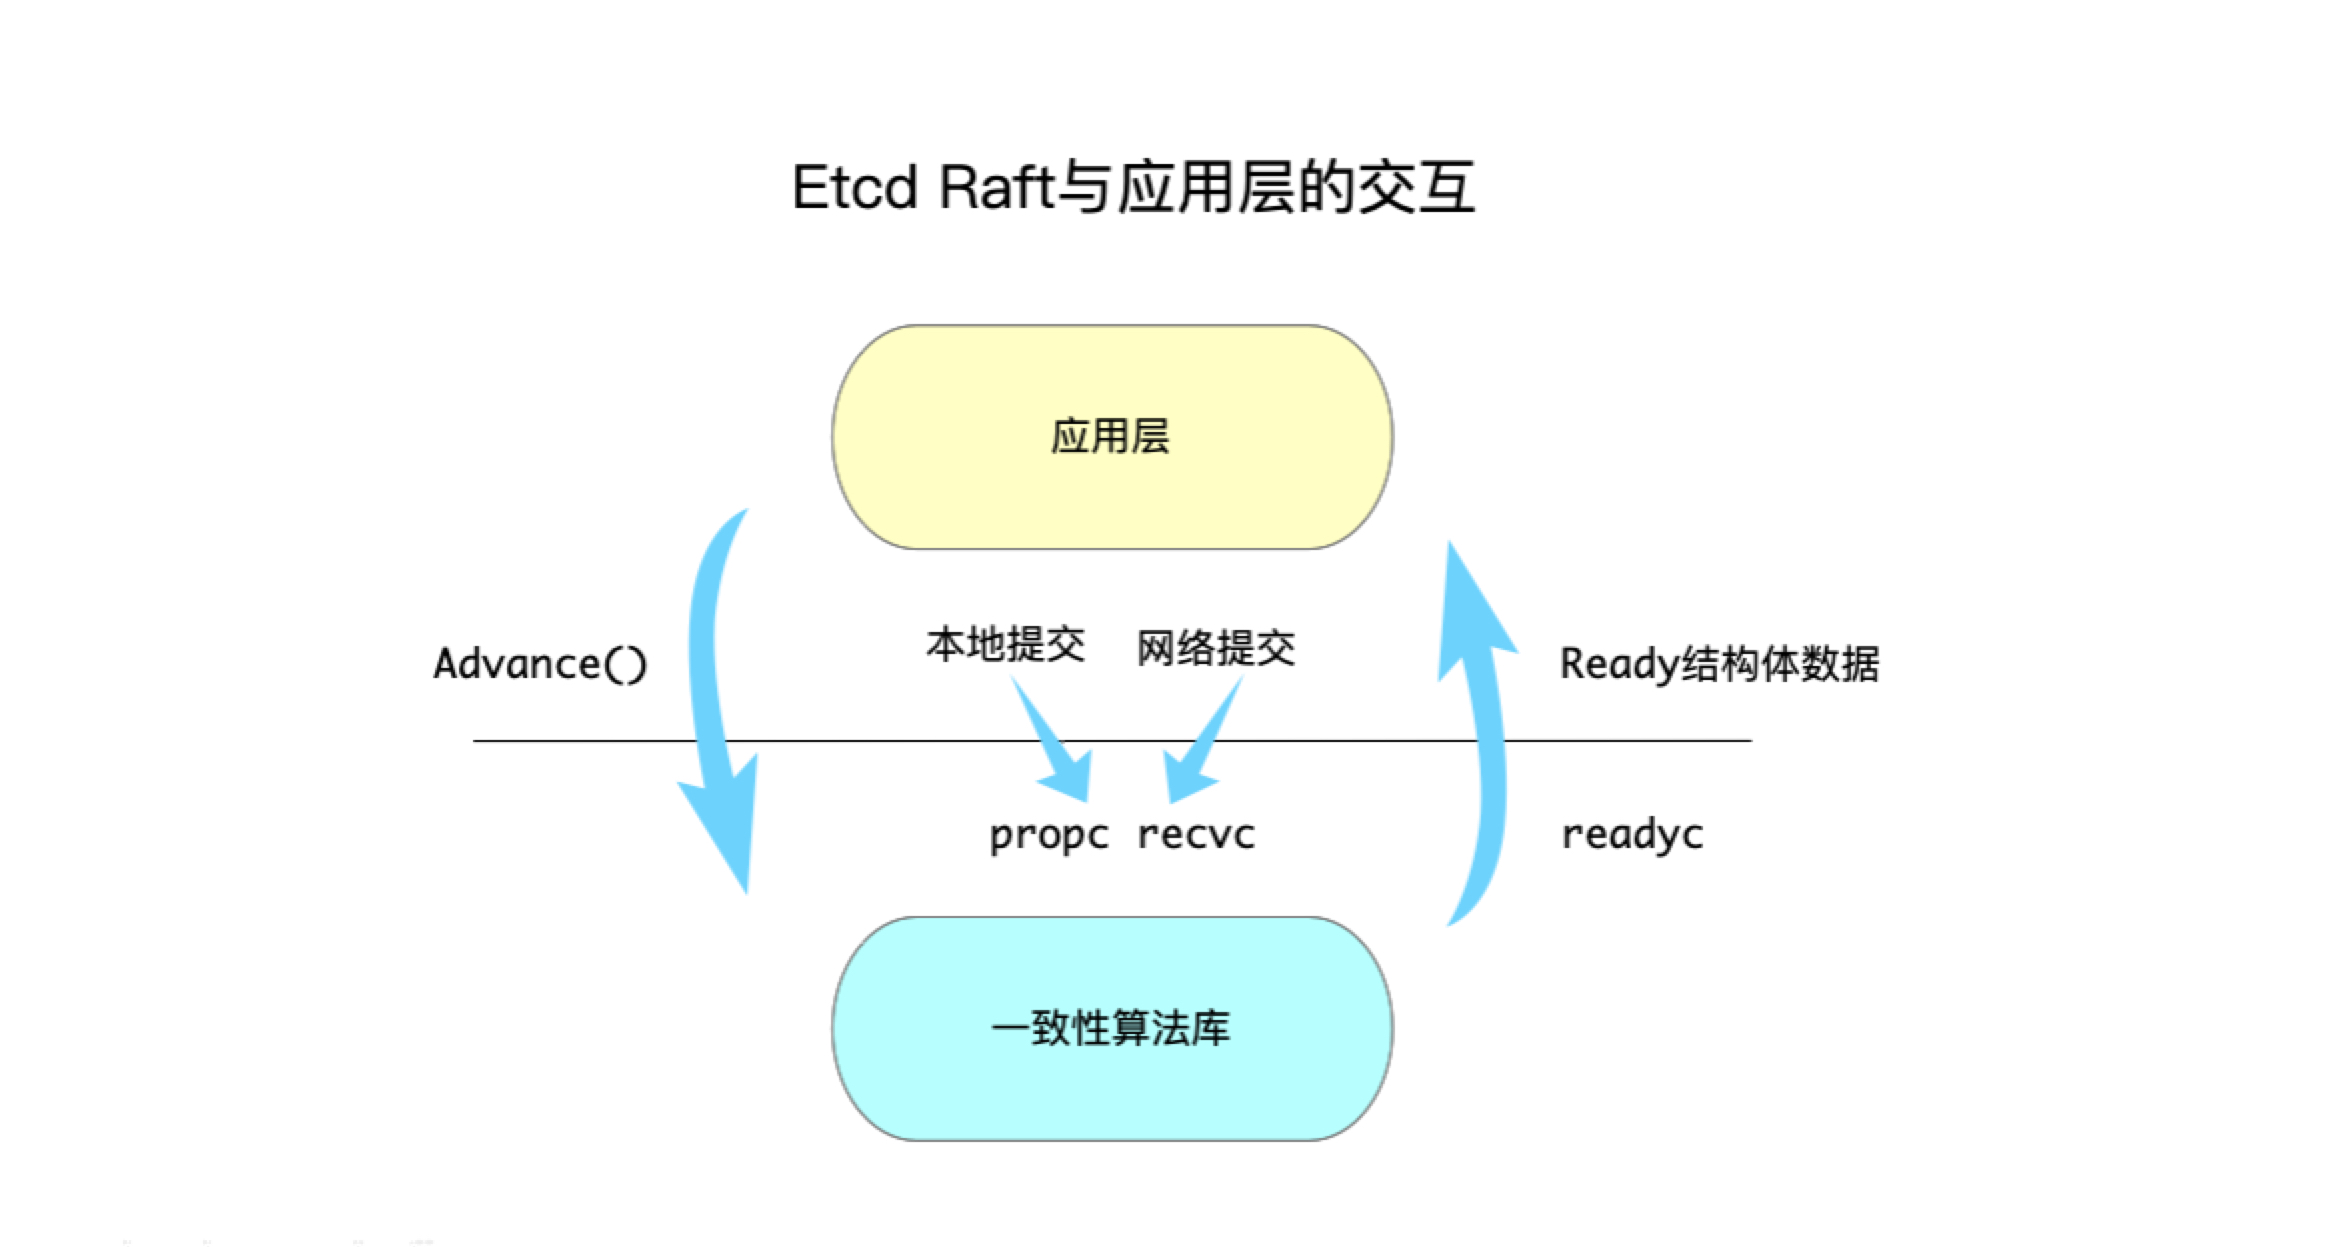 Etcd Raft与应用层的交互
应用层
本地提交 网络提交
Advance()
Ready结构体数据
propc recvc
readyc
一致性算法库